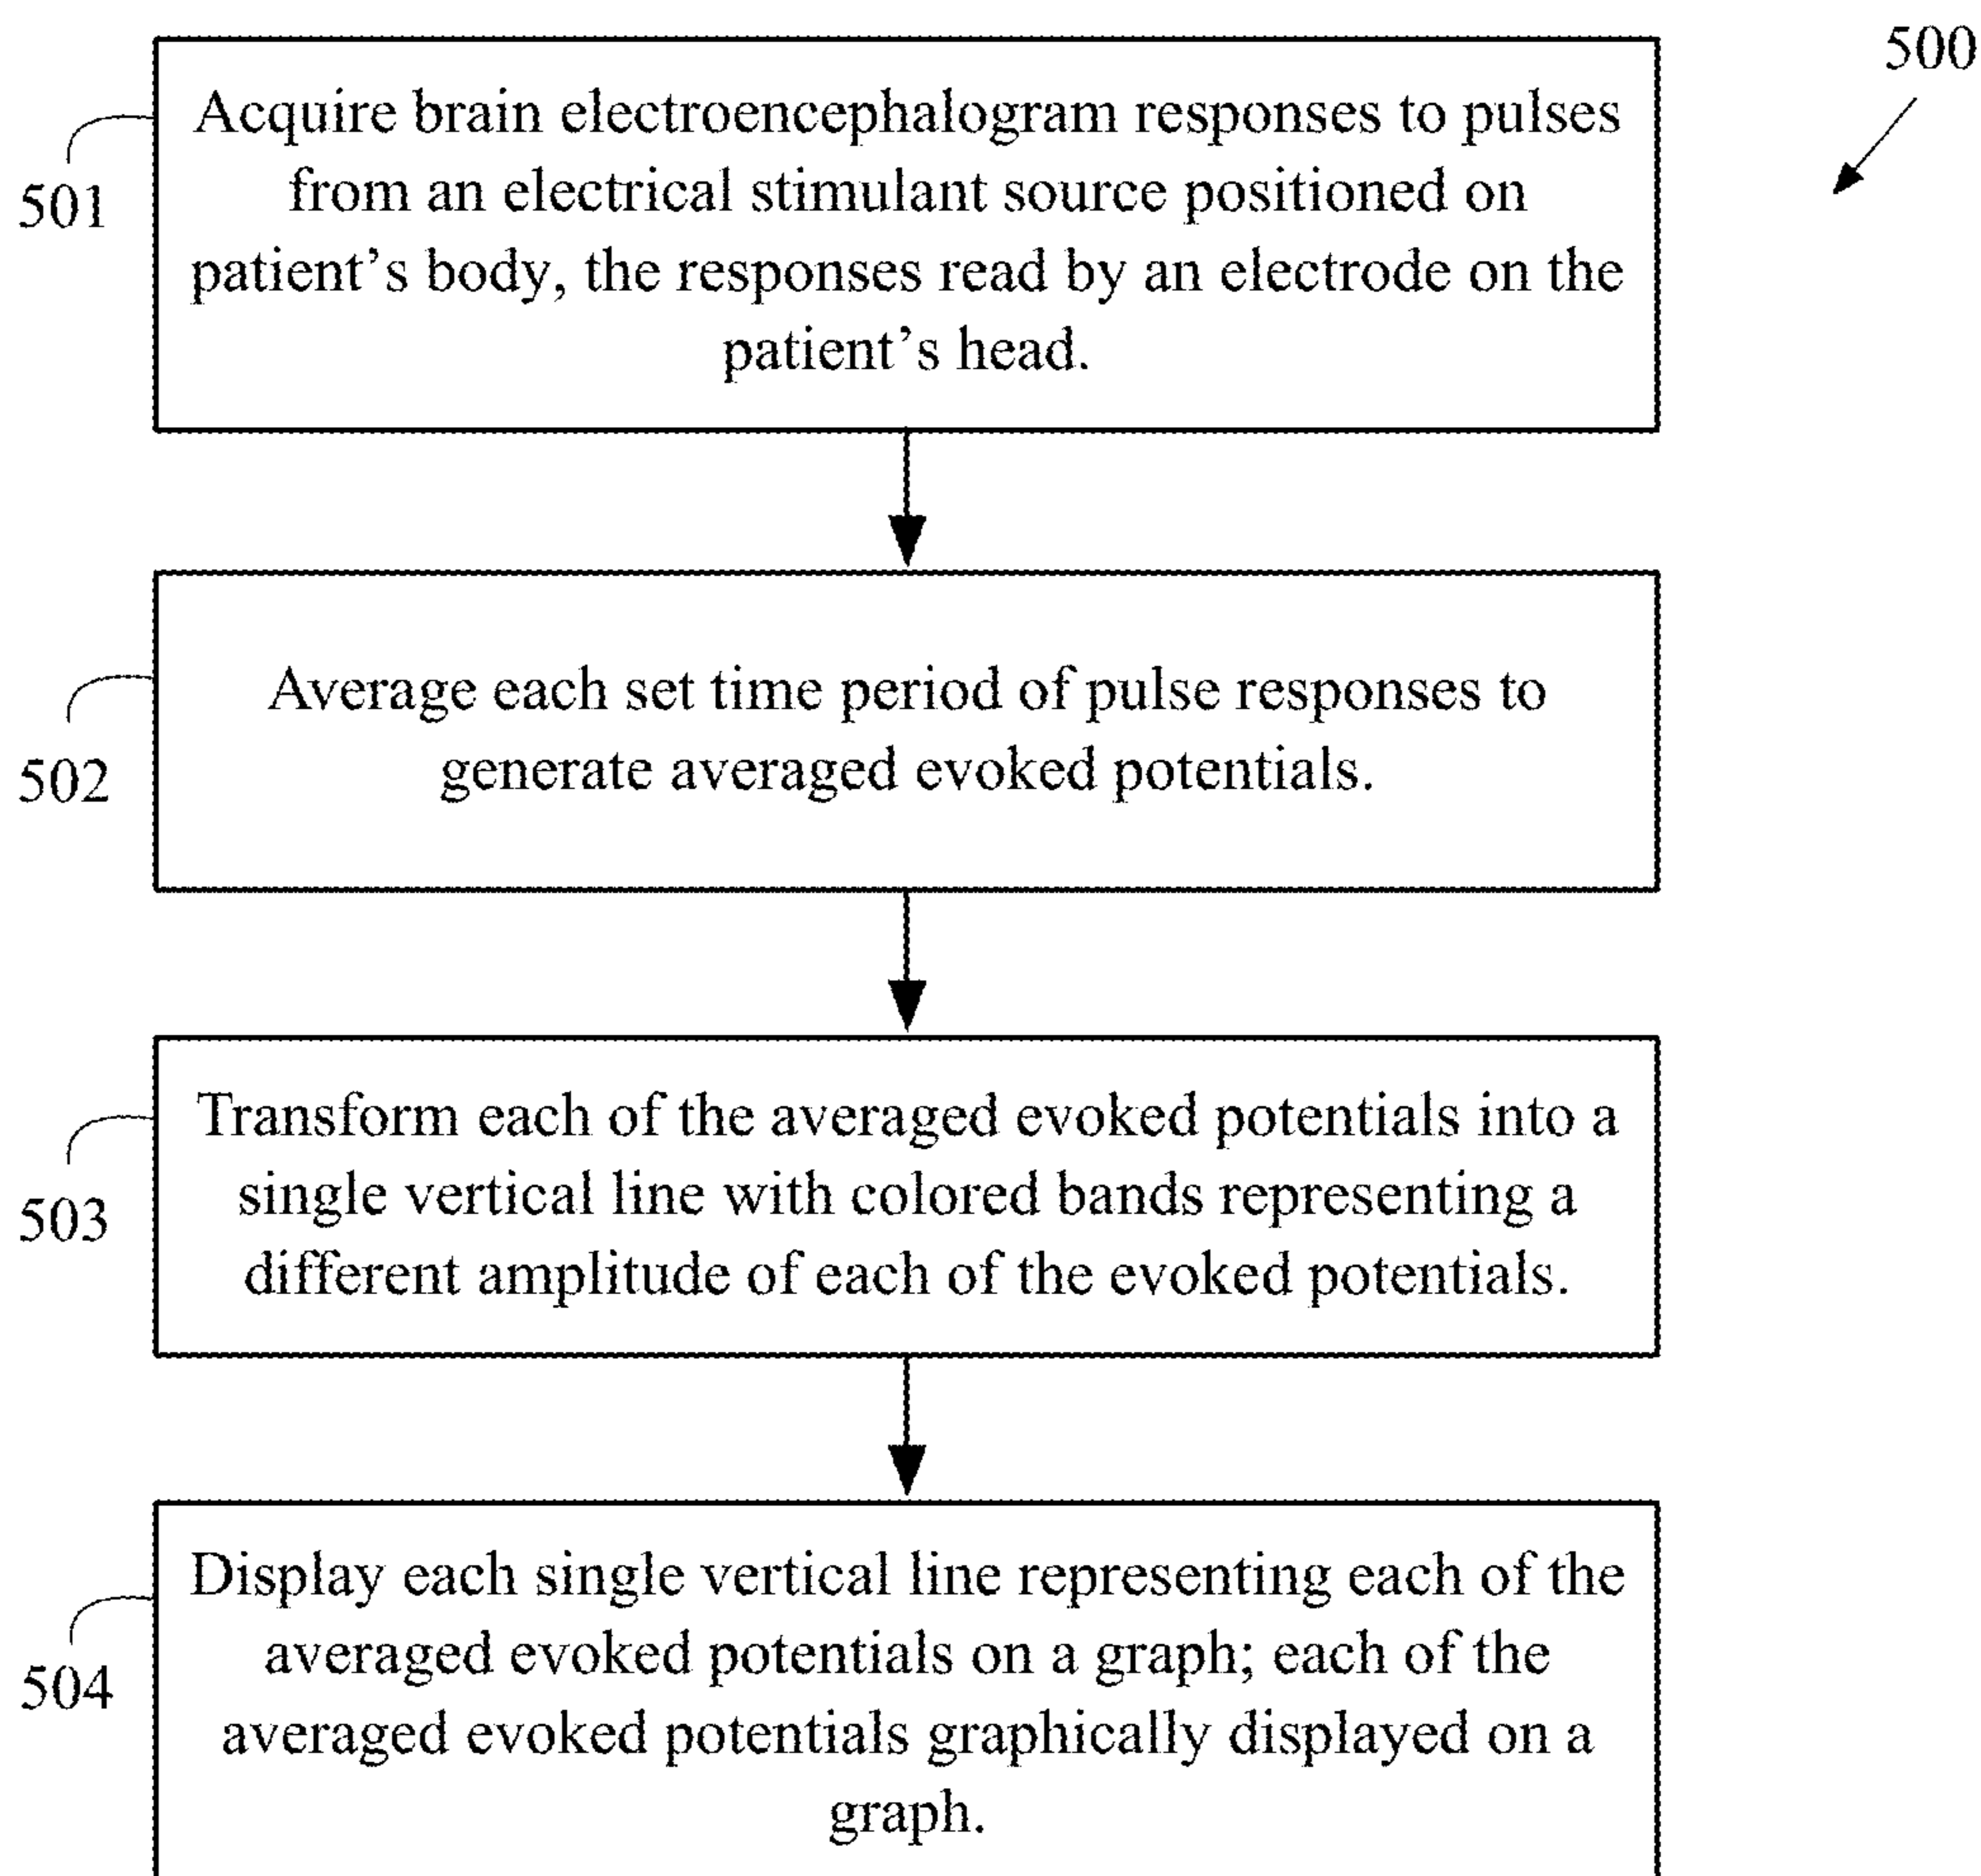 500
501
Acquire brain electroencephalogram responses to pulses
from an electrical stimulant source positioned on
patient’s body, the responses read by an electrode on the
patient’s head.
502
Average each set time period of pulse responses to
generate averaged evoked potentials.
503
Transform each of the averaged evoked potentials into a
single vertical line with colored bands representing a
different amplitude of each of the evoked potentials.
504
Display each single vertical line representing each of the
averaged evoked potentials on a graph; each of the
averaged evoked potentials graphically displayed on a
graph.